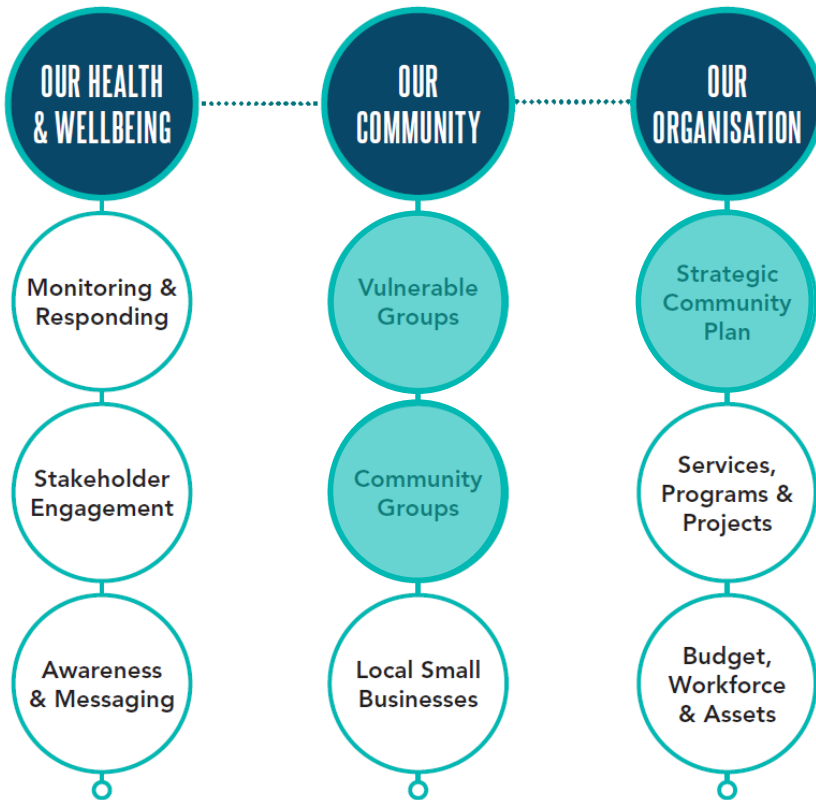 OUR HEALTH
& WELLBEING
Monitoring &
Responding
Stakeholder
Engagement
Awareness
& Messaging
OUR
COMMUNITY
Vulnerable
Groups
Community
Groups
Local Small
Businesses
OUR
ORGANISATION
Strategic
Community
Plan
Services,
Programs &
Projects
Budget,
Workforce
& Assets